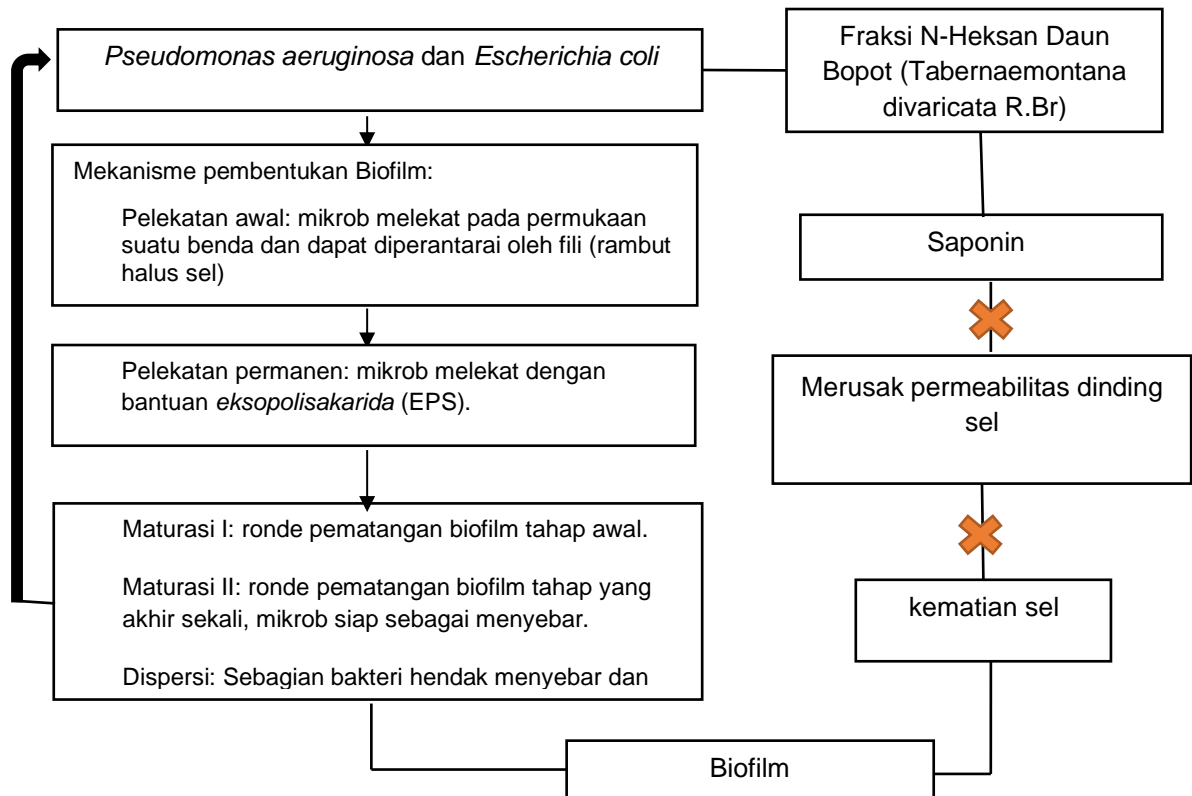 Pseudomonas aeruginosa dan Escherichia coli
Mekanisme pembentukan Biofilm:
Pelekatan awal: mikrob melekat pada permukaan
suatu benda dan dapat diperantarai oleh fili (rambut
halus sel)
Pelekatan permanen: mikrob melekat dengan
bantuan eksopolisakarida (EPS).
Maturasi I: ronde pematangan biofilm tahap awal.
Maturasi II: ronde pematangan biofilm tahap yang
akhir sekali, mikrob siap sebagai menyebar.
Dispersi: Sebagian bakteri hendak menyebar dan
Fraksi N-Heksan Daun
Bopot (Tabernaemontana
divaricata R.Br)
Saponin
Merusak permeabilitas dinding
sel
kematian sel
Biofilm